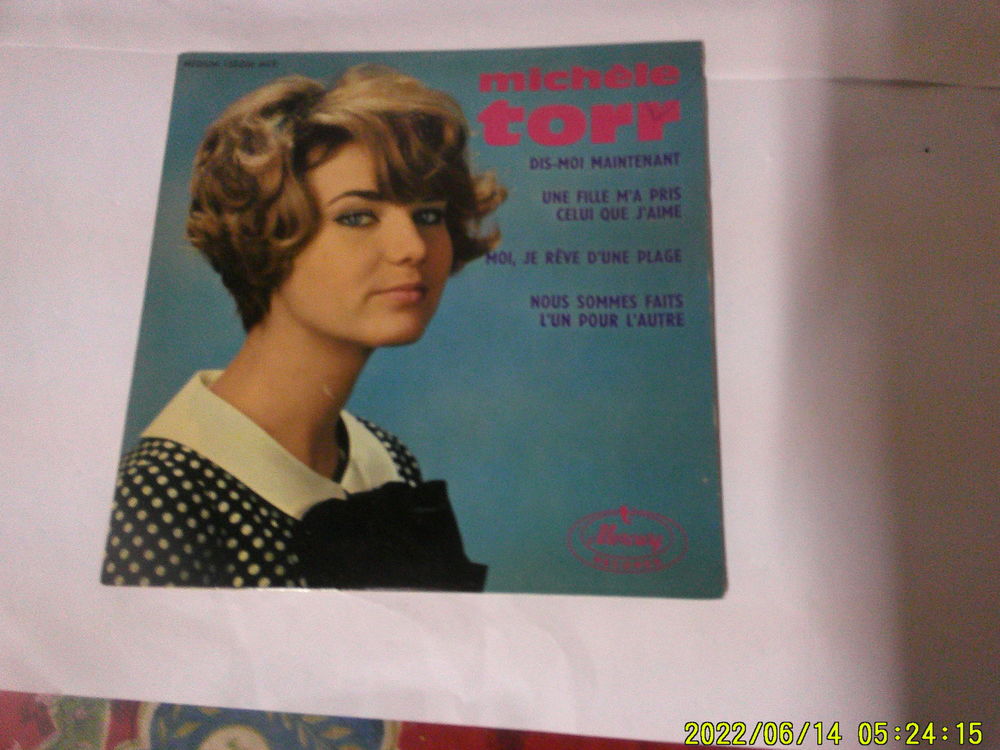 michèle
torr
DIS-MOI MAINTENANT
UNE FILLE M'A PRIS
CELUI QUE J'AIME
MOI, JE RÊVE D'UNE PLAGE
NOUS SOMMES FAITS
L'UN POUR L'AUTRE
Mercury
RECORDS
2022/06/14 05:24:15